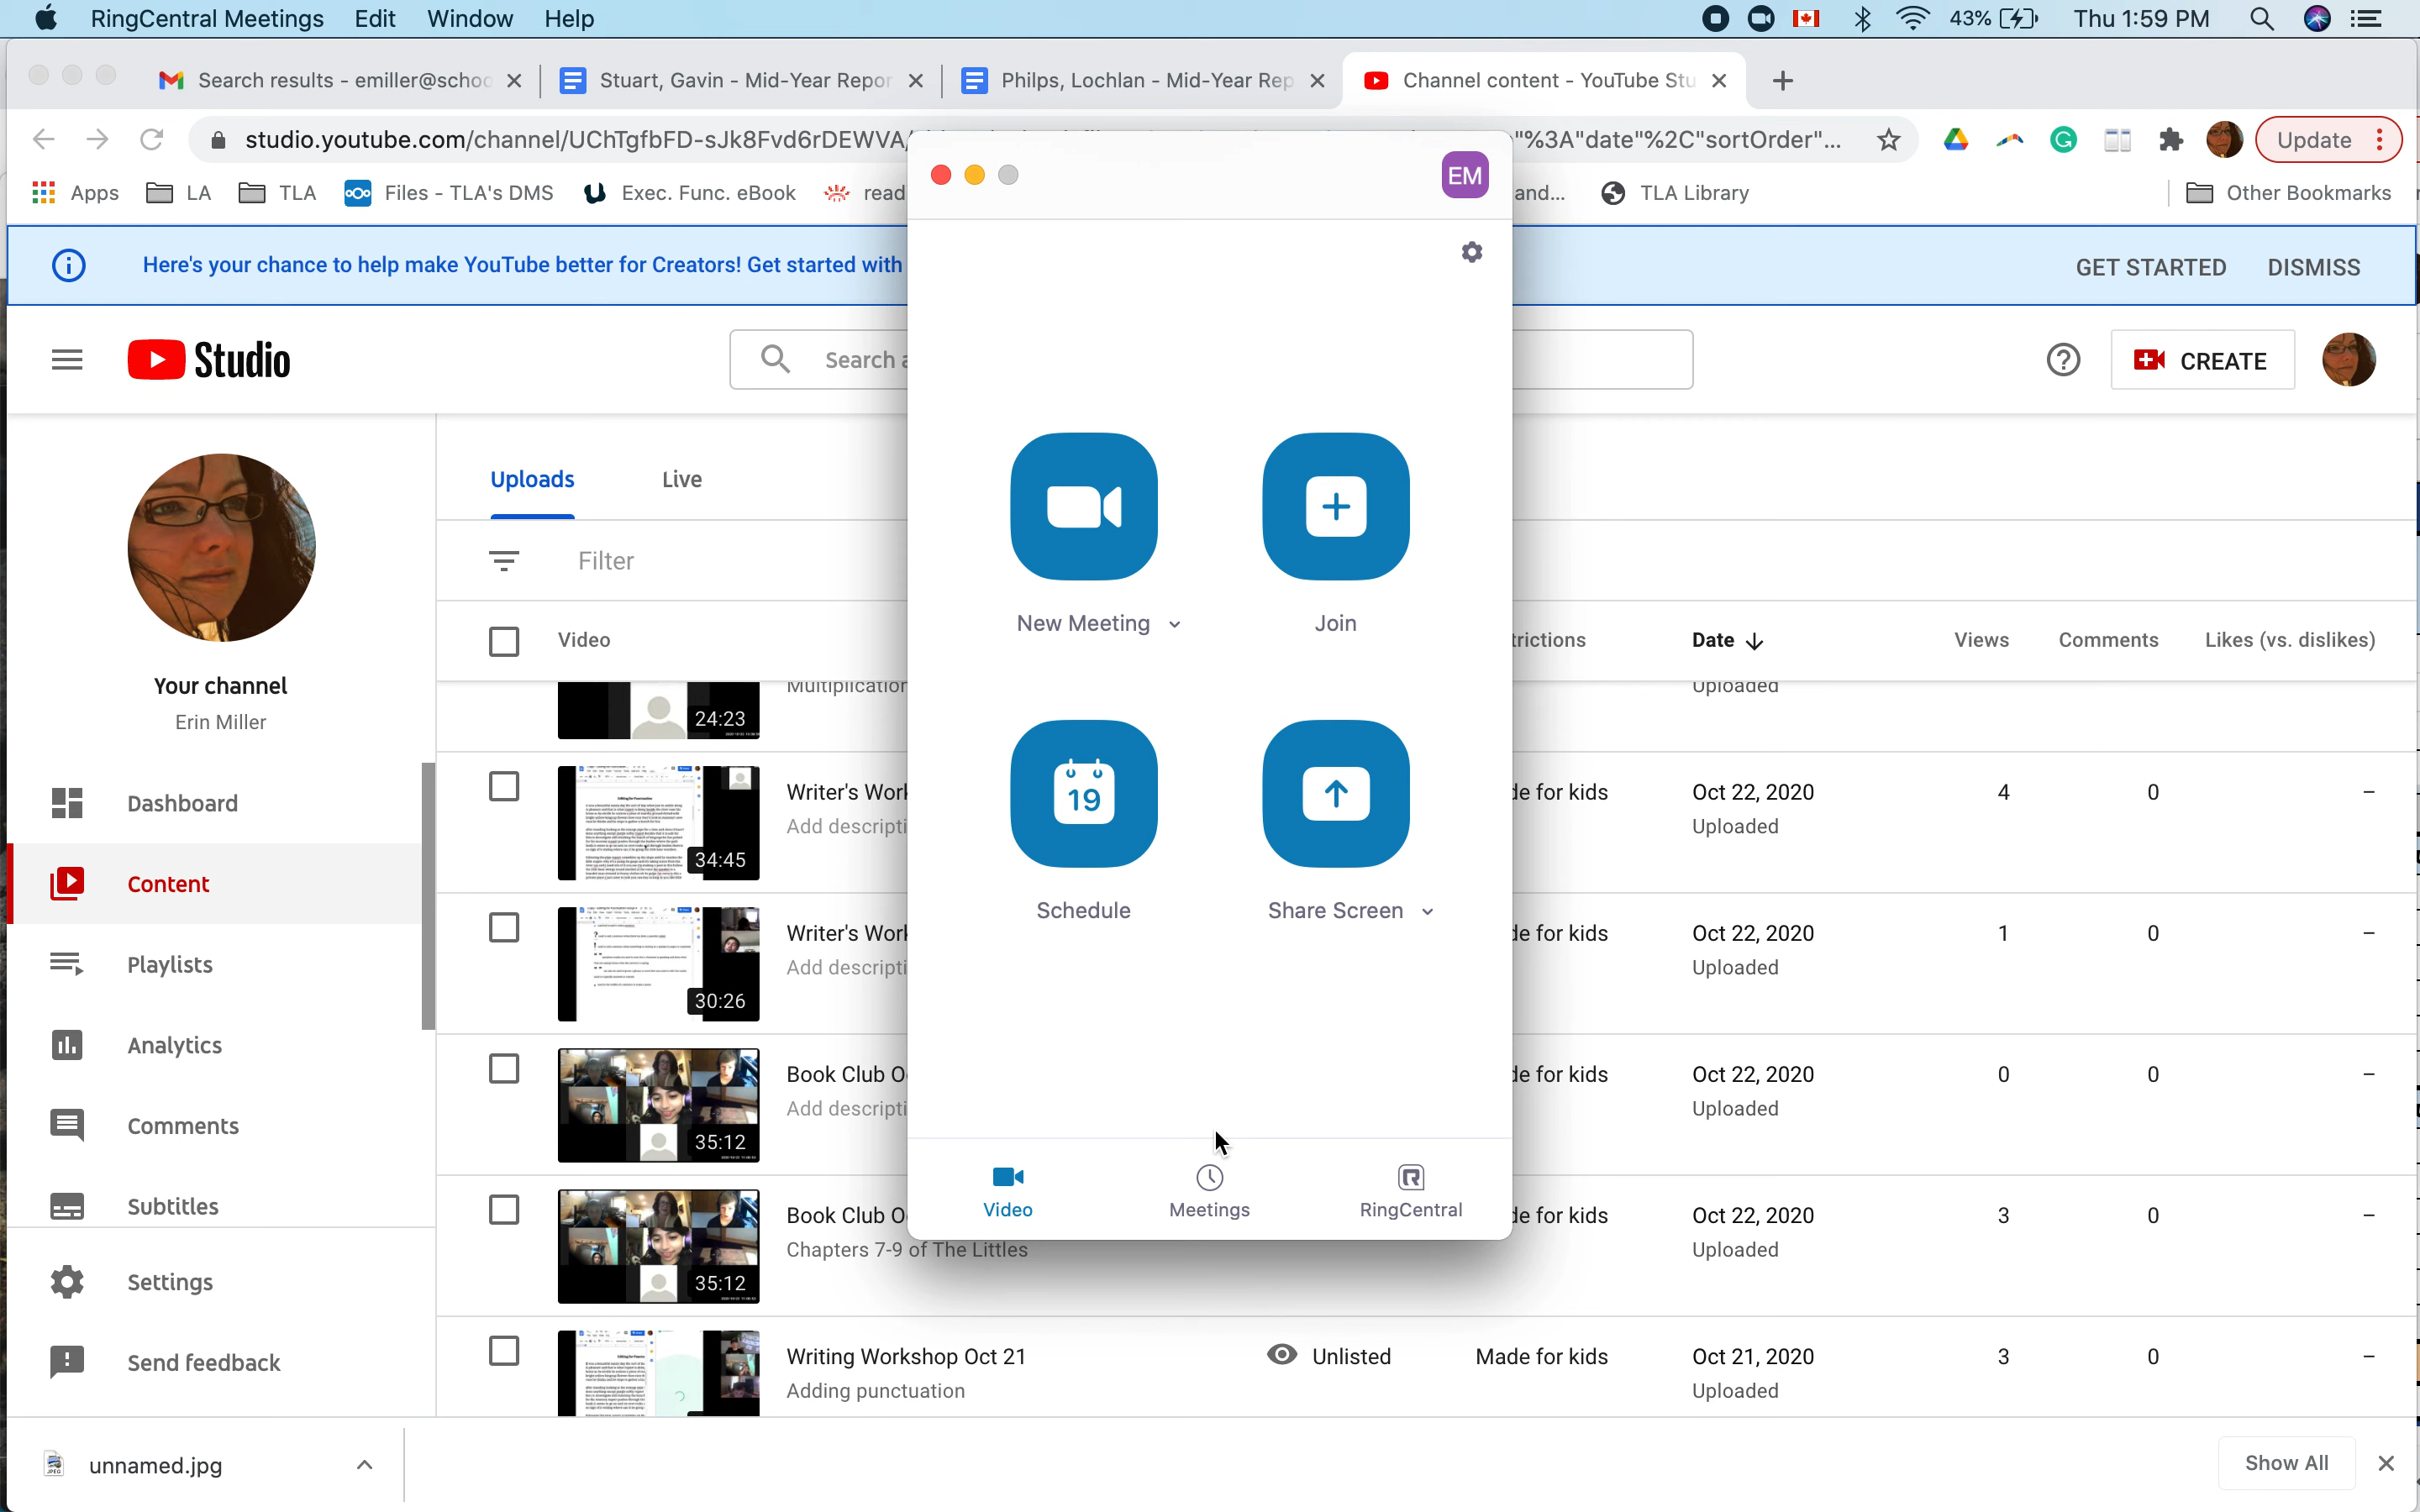 RingCentral Meetings Edit Window Help 43% Thu 1:59 PM
Search results - emiller@schoo Stuart, Gavin - Mid-Year Repor Philps, Lochlan - Mid-Year Rep Channel content - YouTube Stu
studio.youtube.com/channel/UChTgfbFD-sJk8Fvd6rDEWVA/ "%3A"date"%2C"sortOrder"... Update
Apps LA TLA Files - TLA's DMS Exec. Func. eBook read and... TLA Library Other Bookmarks
EM
Here's your chance to help make YouTube better for Creators! Get started with GET STARTED DISMISS
Studio Search a CREATE
Uploads Live
Filter
New Meeting Join
Video trictions Date Views Comments Likes (vs. dislikes)
Your channel
Erin Miller
24:23 Multiplication Uploaded
Dashboard
34:45 Writer's Work de for kids Oct 22, 2020 4 0 –
Add descripti Uploaded
19
Content
Schedule Share Screen
30:26 Writer's Work de for kids Oct 22, 2020 1 0 –
Add descripti Uploaded
Playlists
Analytics
35:12 Book Club O de for kids Oct 22, 2020 0 0 –
Add descripti Uploaded
Comments
Subtitles
35:12 Book Club O de for kids Oct 22, 2020 3 0 –
Chapters 7-9 of The Littles Uploaded
Video Meetings RingCentral
Settings
Writing Workshop Oct 21 Unlisted Made for kids Oct 21, 2020 3 0 –
Adding punctuation Uploaded
Send feedback
JPEG unnamed.jpg Show All